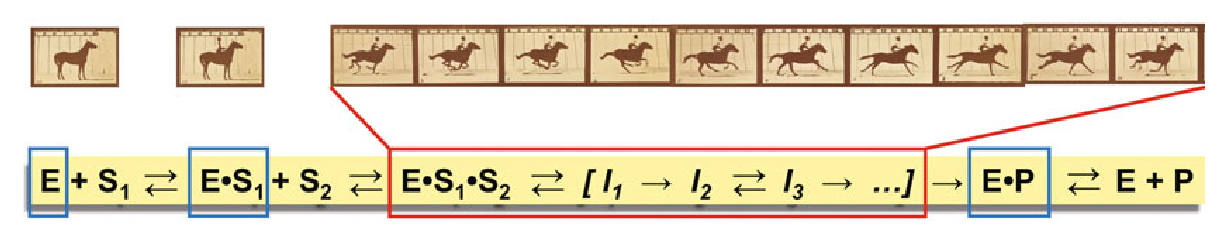 E + S₁ ⇄ E•S₁ + S₂ ⇄ E•S₁•S₂ ⇄ [ I₁ → I₂ ⇄ I₃ → ...] → E•P ⇄ E + P